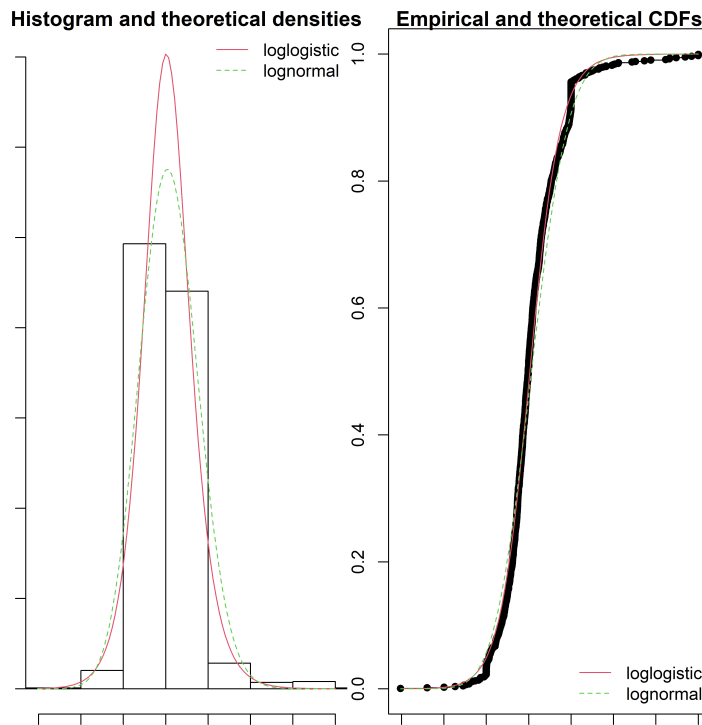 Histogram and theoretical densities
loglogistic
lognormal
Empirical and theoretical CDFs
1.0
0.8
0.6
0.4
0.2
0.0
loglogistic
lognormal